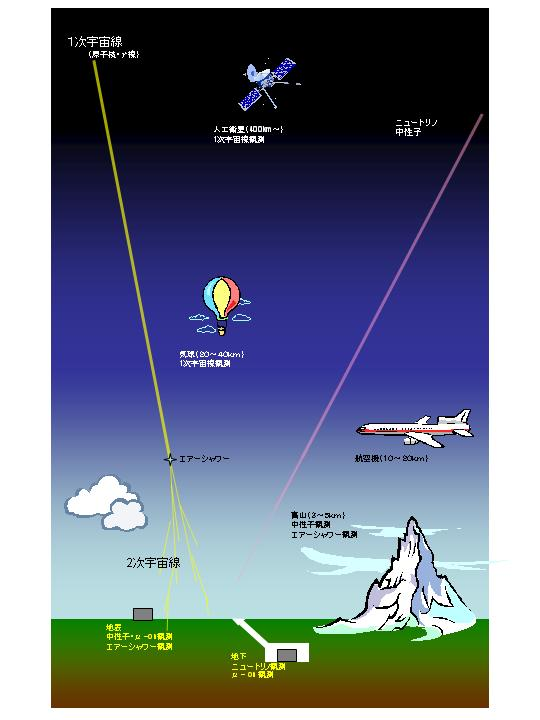 1次宇宙線
(原子核・γ線)
人工衛星(400km～)
1次宇宙線観測
ニュートリノ
中性子
気球(20～40km)
1次宇宙線観測
航空機(10～20km)
エアーシャワー
高山(3～5km)
中性子観測
エアーシャワー観測
2次宇宙線
地表
中性子・μ-on観測
エアーシャワー観測
地下
ニュートリノ観測
μ-on観測